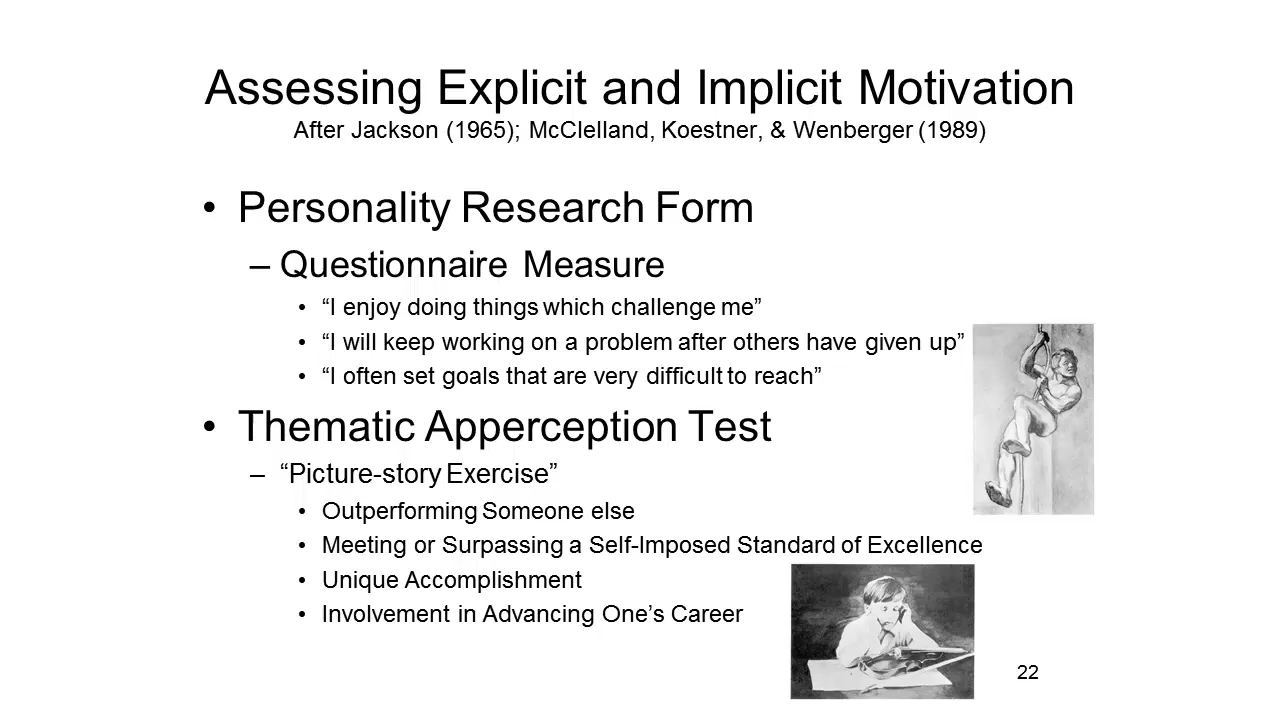 Assessing Explicit and Implicit Motivation
After Jackson (1965); McClelland, Koestner, & Wenberger (1989)
• Personality Research Form
– Questionnaire Measure
• “I enjoy doing things which challenge me”
• “I will keep working on a problem after others have given up”
• “I often set goals that are very difficult to reach”
• Thematic Apperception Test
– “Picture-story Exercise”
• Outperforming Someone else
• Meeting or Surpassing a Self-Imposed Standard of Excellence
• Unique Accomplishment
• Involvement in Advancing One’s Career
22